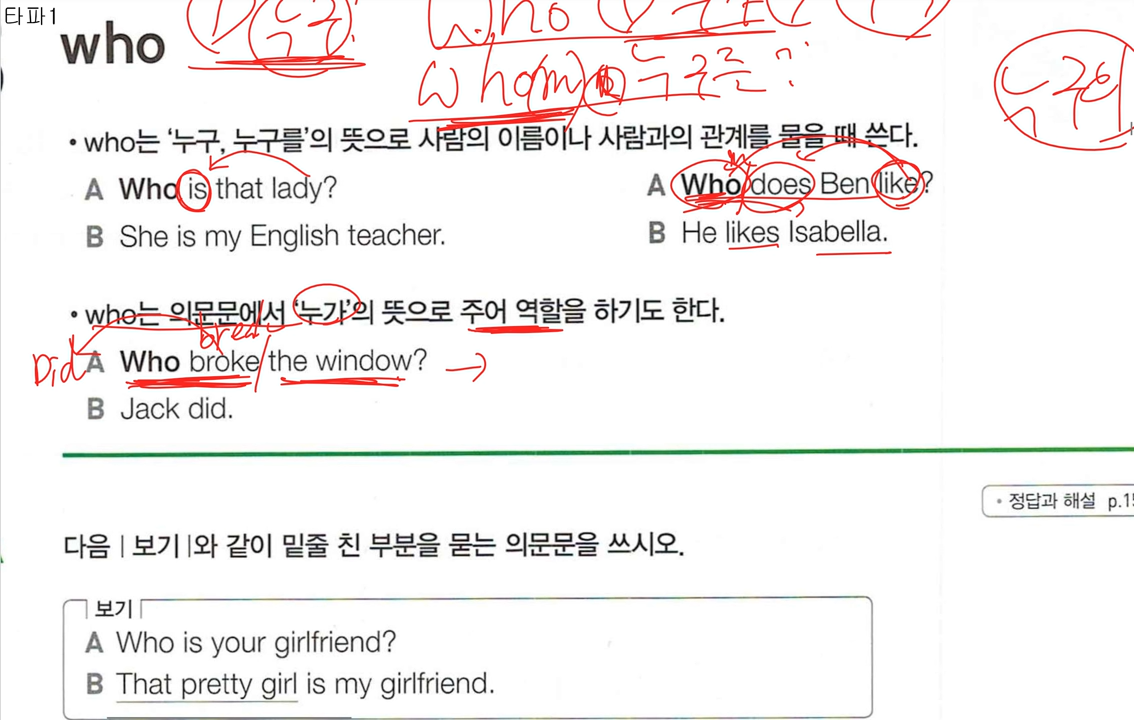 타파1
who
Who 누구
Who(m) 누구를?
누구의
• who는 ‘누구, 누구를’의 뜻으로 사람의 이름이나 사람과의 관계를 물을 때 쓴다.
A Who is that lady?
A Who does Ben like?
B She is my English teacher.
B He likes Isabella.
• who는 의문문에서 ‘누가’의 뜻으로 주어 역할을 하기도 한다.
Did
A Who broke the window? →
B Jack did.
• 정답과 해설 p.15
다음 | 보기 |와 같이 밑줄 친 부분을 묻는 의문문을 쓰시오.
보기
A Who is your girlfriend?
B That pretty girl is my girlfriend.